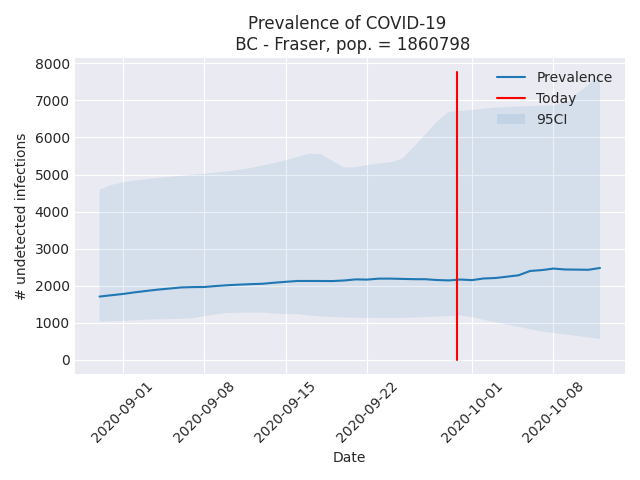 Prevalence of COVID-19
BC - Fraser, pop. = 1860798
8000
7000
6000
5000
4000
3000
2000
1000
0
# undetected infections
Prevalence
Today
95CI
2020-09-01
2020-09-08
2020-09-15
2020-09-22
2020-10-01
2020-10-08
Date